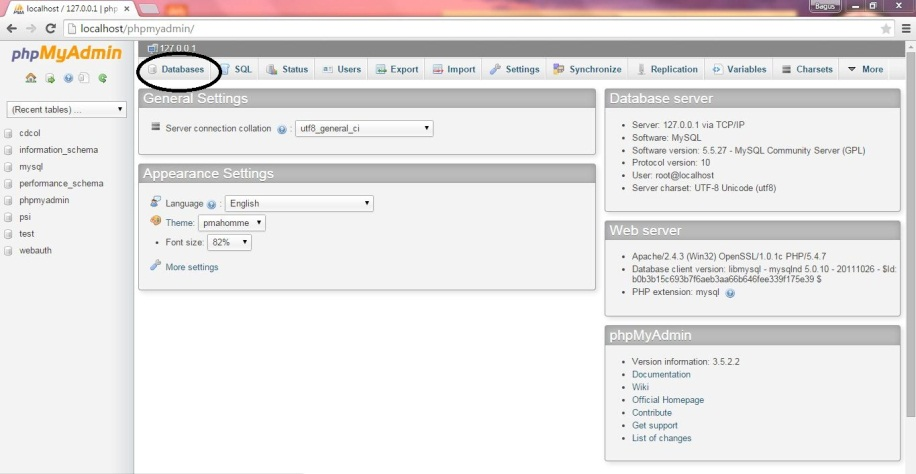 localhost / 127.0.0.1 | php
Bagus
localhost/phpmyadmin/
phpMyAdmin
(Recent tables) ...
cdcol
information_schema
mysql
performance_schema
phpmyadmin
psi
test
webauth
127.0.0.1
Databases SQL Status Users Export Import Settings Synchronize Replication Variables Charsets More
General Settings
Server connection collation : utf8_general_ci
Appearance Settings
Language : English
Theme: pmahomme
Font size: 82%
More settings
Database server
Server: 127.0.0.1 via TCP/IP
Software: MySQL
Software version: 5.5.27 - MySQL Community Server (GPL)
Protocol version: 10
User: root@localhost
Server charset: UTF-8 Unicode (utf8)
Web server
Apache/2.4.3 (Win32) OpenSSL/1.0.1c PHP/5.4.7
Database client version: libmysql - mysqlnd 5.0.10 - 20111026 - $Id:
b0b3b15c693b7f6aeb3aa66b646fee339f175e39 $
PHP extension: mysql
phpMyAdmin
Version information: 3.5.2.2
Documentation
Wiki
Official Homepage
Contribute
Get support
List of changes